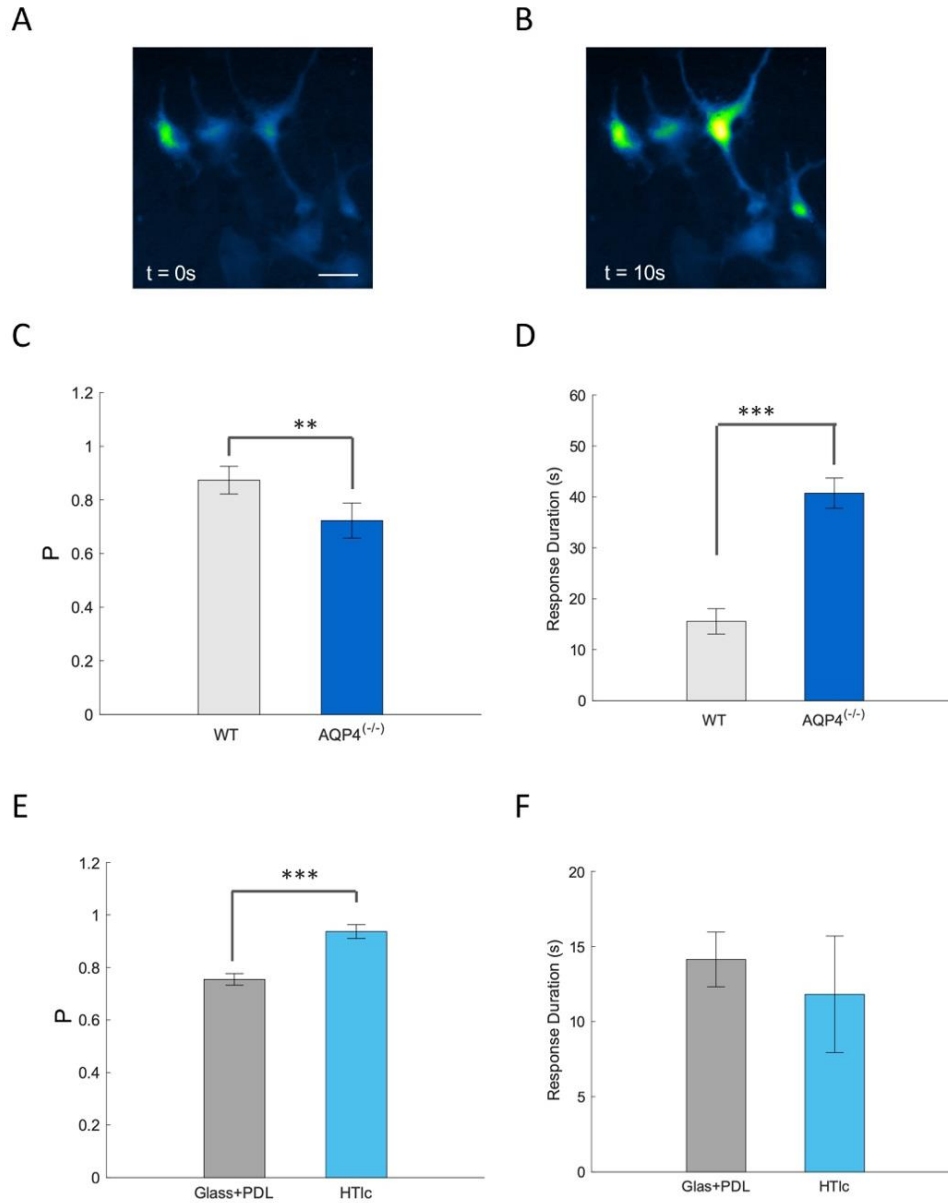 A
B
t = 0s
t = 10s
C
D
1.2
1
0.8
0.6
0.4
0.2
0
P
**
WT
AQP4(-/-)
60
50
40
30
20
10
0
Response Duration (s)
***
WT
AQP4(-/-)
E
F
1.2
1
0.8
0.6
0.4
0.2
0
P
***
Glass+PDL
HTlc
20
15
10
5
0
Response Duration (s)
Glas+PDL
HTlc